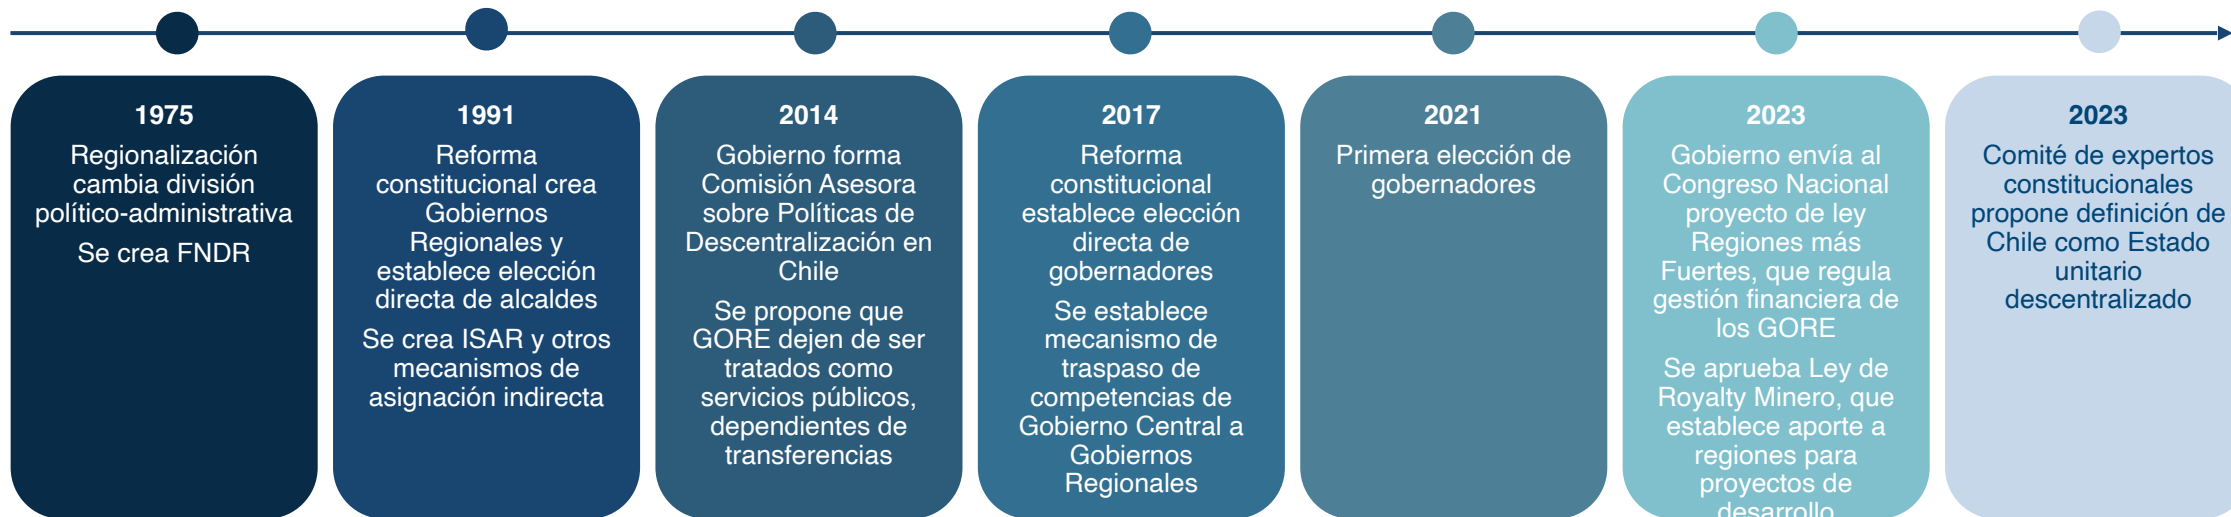 1975
Regionalización
cambia división
político-administrativa
Se crea FNDR
1991
Reforma
constitucional crea
Gobiernos
Regionales y
establece elección
directa de alcaldes
Se crea ISAR y otros
mecanismos de
asignación indirecta
2014
Gobierno forma
Comisión Asesora
sobre Políticas de
Descentralización en
Chile
Se propone que
GORE dejen de ser
tratados como
servicios públicos,
dependientes de
transferencias
2017
Reforma
constitucional
establece elección
directa de
gobernadores
Se establece
mecanismo de
traspaso de
competencias de
Gobierno Central a
Gobiernos
Regionales
2021
Primera elección de
gobernadores
2023
Gobierno envía al
Congreso Nacional
proyecto de ley
Regiones más
Fuertes, que regula
gestión financiera de
los GORE
Se aprueba Ley de
Royalty Minero, que
establece aporte a
regiones para
proyectos de
desarrollo
2023
Comité de expertos
constitucionales
propone definición de
Chile como Estado
unitario
descentralizado